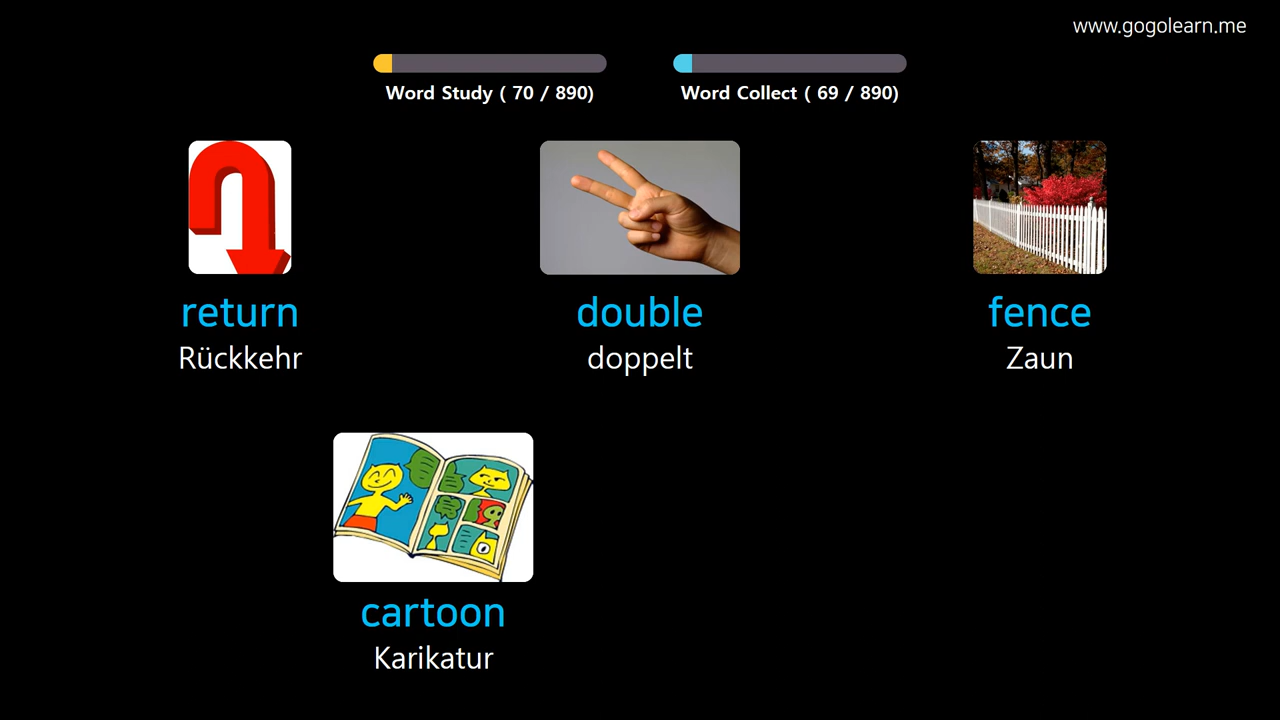 www.gogolearn.me
Word Study ( 70 / 890)
Word Collect ( 69 / 890)
return
Rückkehr
double
doppelt
fence
Zaun
cartoon
Karikatur